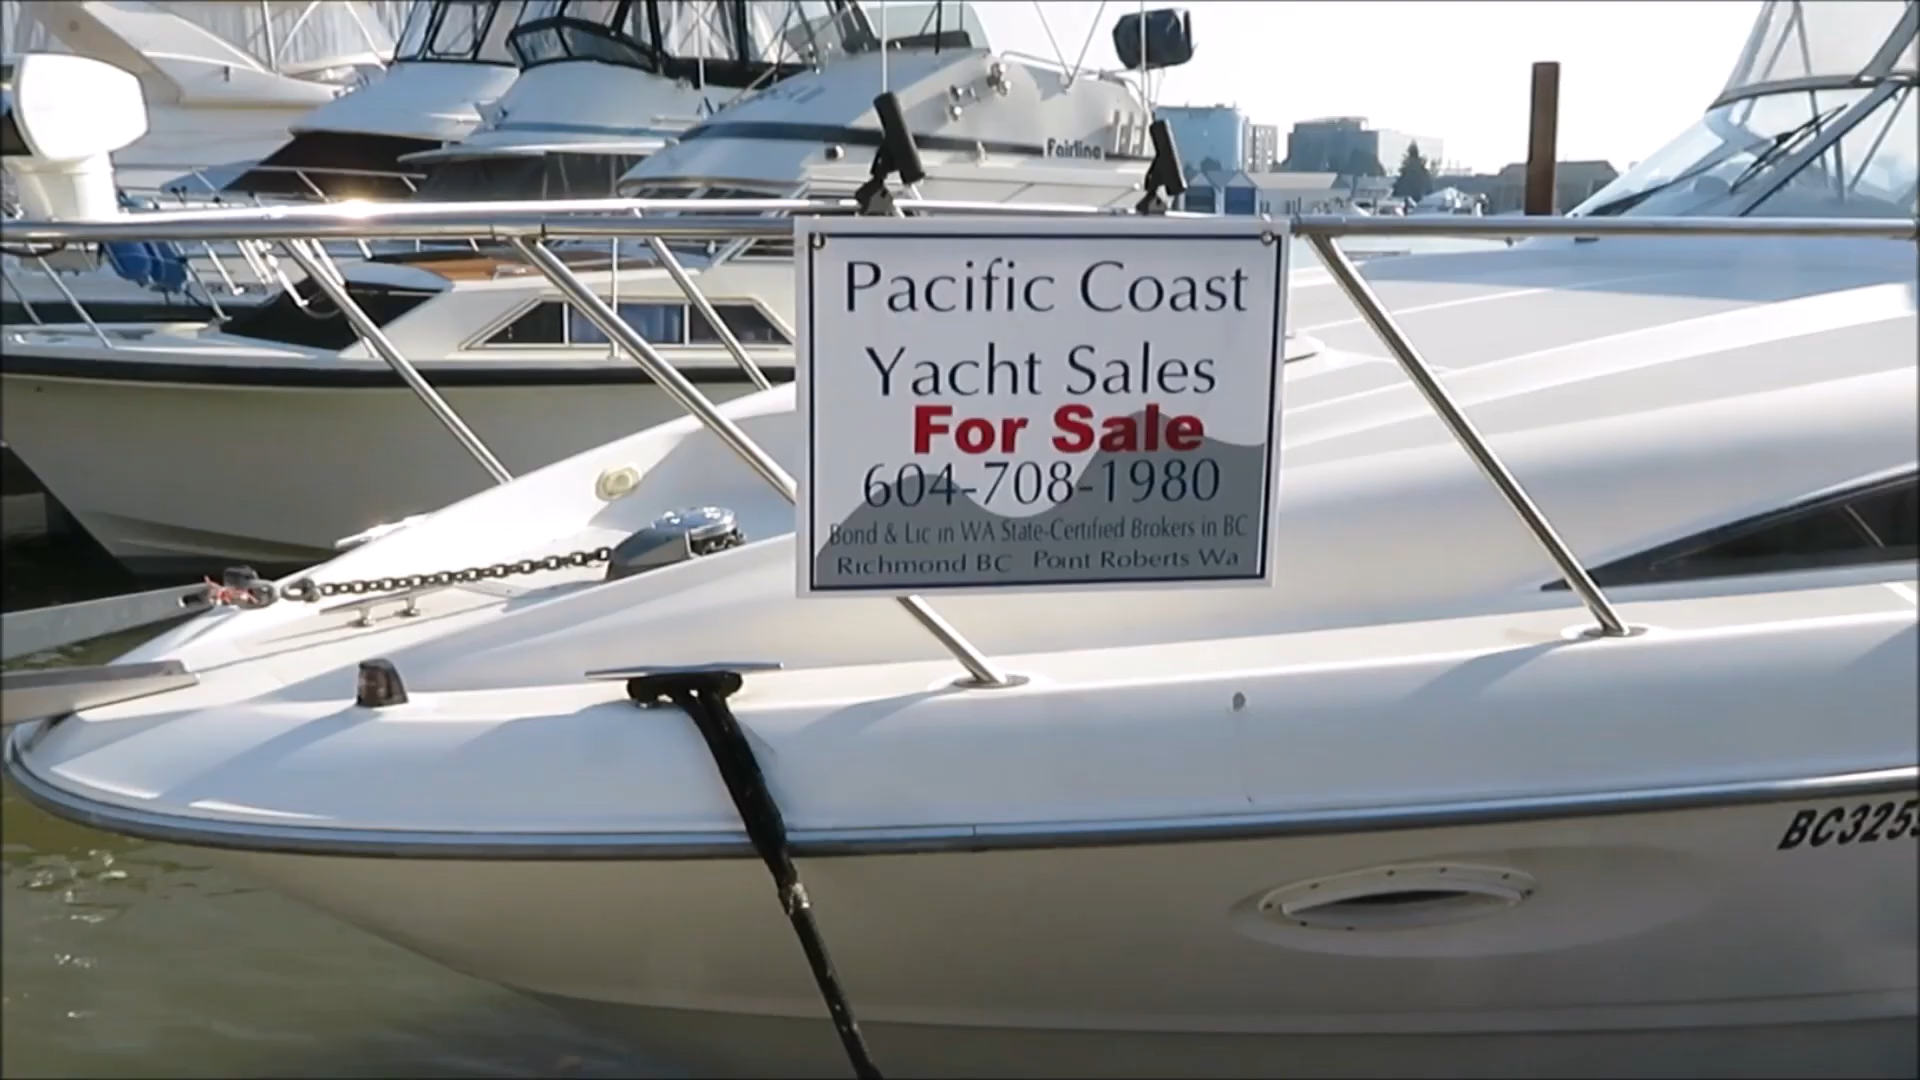 Pacific Coast
Yacht Sales
For Sale
604-708-1980
Bond & Lic in WA State-Certified Brokers in BC
Richmond BC Point Roberts Wa